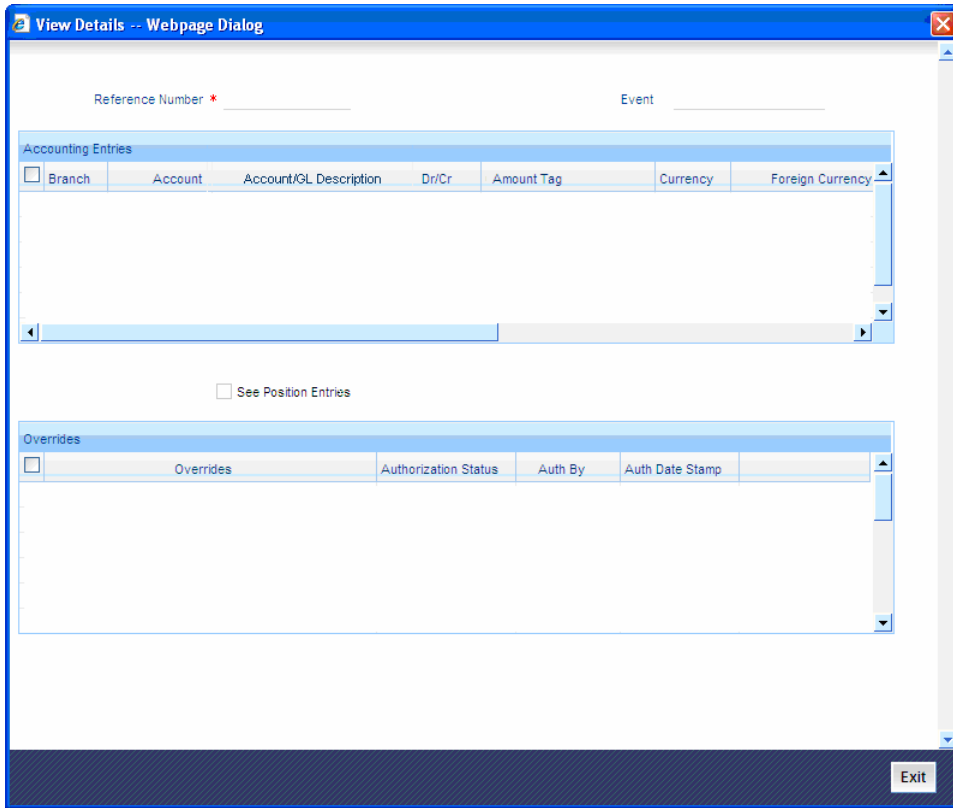 View Details -- Webpage Dialog
Reference Number * Event
Accounting Entries
Branch Account Account/GL Description Dr/Cr Amount Tag Currency Foreign Currency
See Position Entries
Overrides
Overrides Authorization Status Auth By Auth Date Stamp
Exit